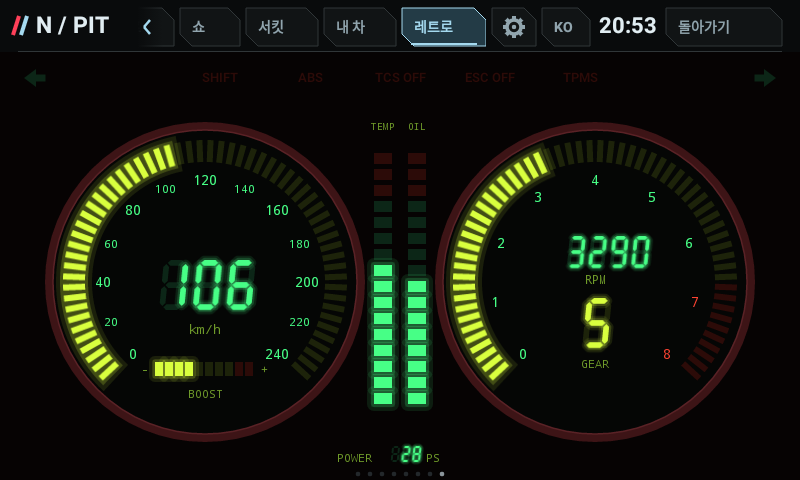 N / PIT
쇼
서킷
내 차
레트로
KO
20:53
돌아가기
SHIFT
ABS
TCS OFF
ESC OFF
TPMS
TEMP
OIL
0
20
40
60
80
100
120
140
160
180
200
220
240
106
km/h
- +
BOOST
0
1
2
3
4
5
6
7
8
3290
RPM
5
GEAR
POWER 28 PS